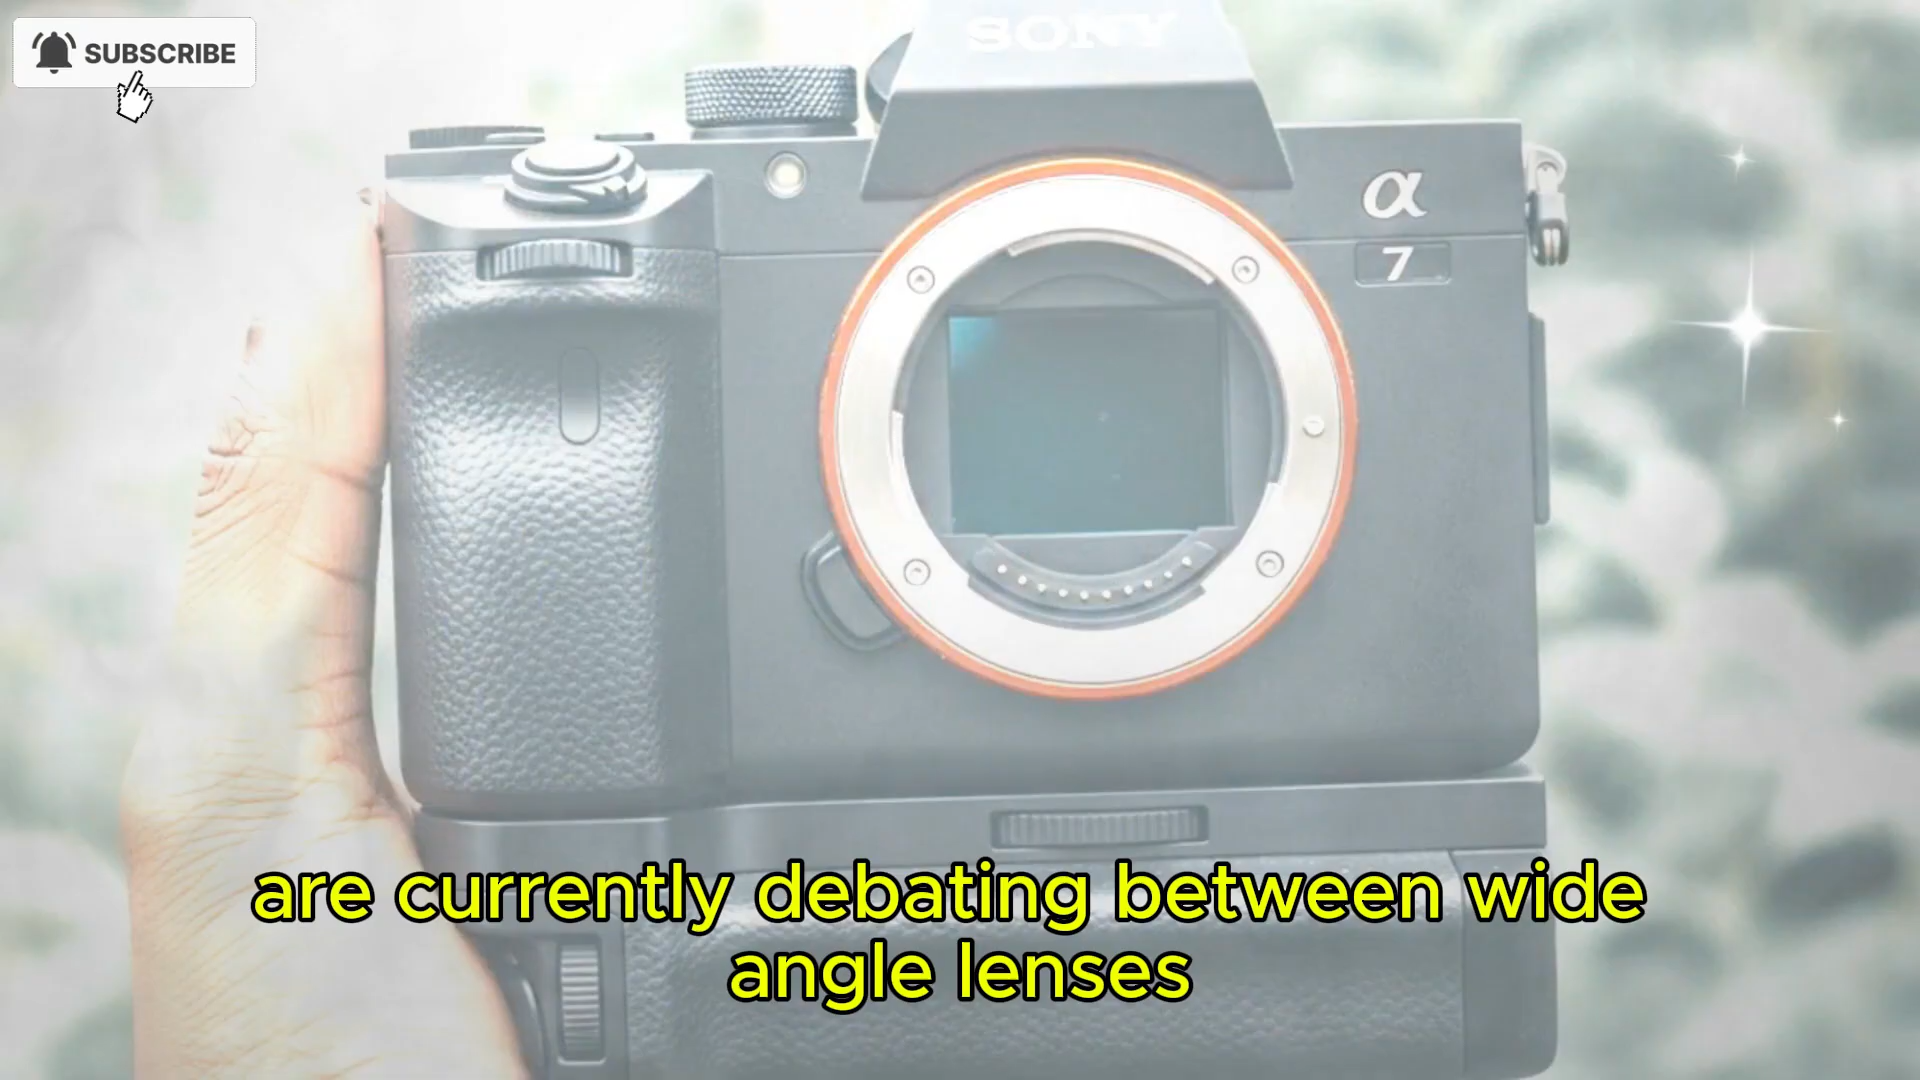 SUBSCRIBE
SONY
α
7
are currently debating between wide
angle lenses